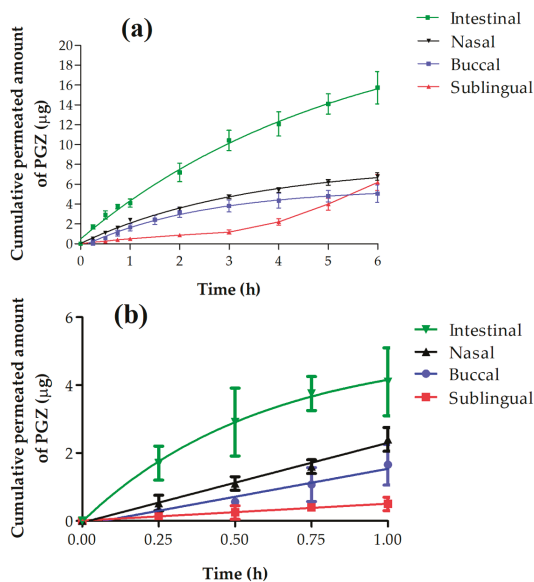 (a)
Intestinal
Nasal
Buccal
Sublingual
Cumulative permeated amount
of PGZ (µg)
20
18
16
14
12
10
8
6
4
2
0
0 1 2 3 4 5 6
Time (h)
(b)
Intestinal
Nasal
Buccal
Sublingual
Cumulative permeated amount
of PGZ (µg)
6
4
2
0
0.00 0.25 0.50 0.75 1.00
Time (h)